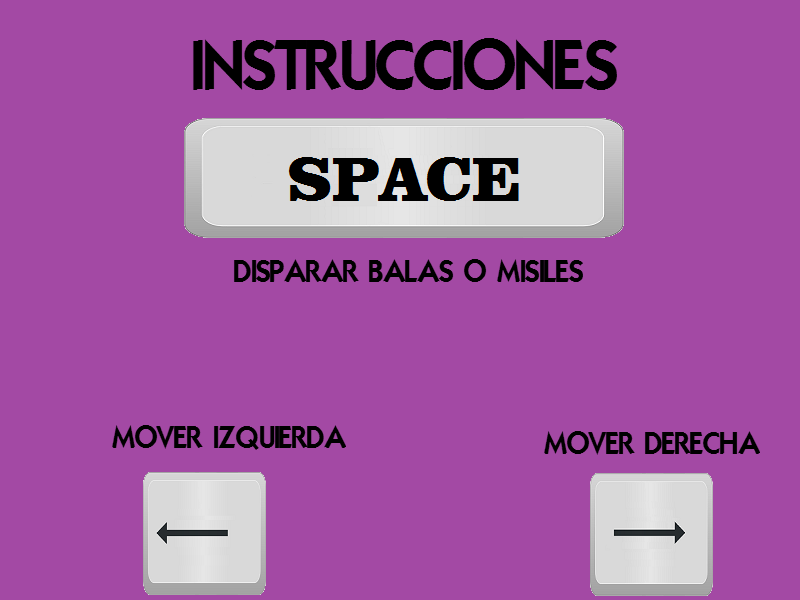 INSTRUCCIONES
SPACE
DISPARAR BALAS O MISILES
MOVER IZQUIERDA
MOVER DERECHA